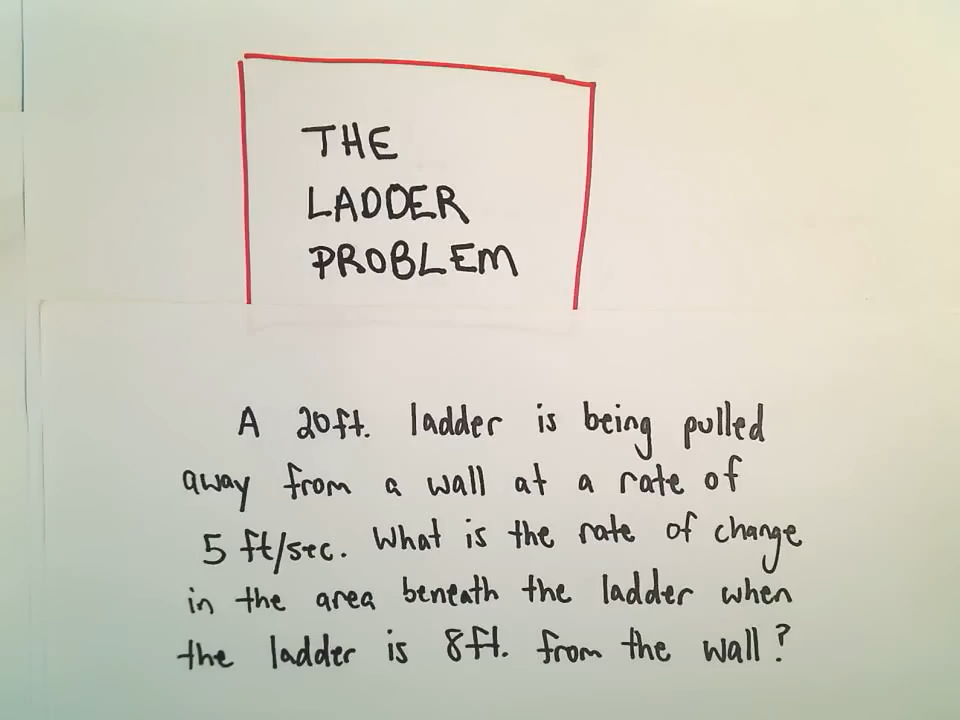 THE
LADDER
PROBLEM
A 20ft. ladder is being pulled
away from a wall at a rate of
5 ft/sec. What is the rate of change
in the area beneath the ladder when
the ladder is 8ft. from the wall?